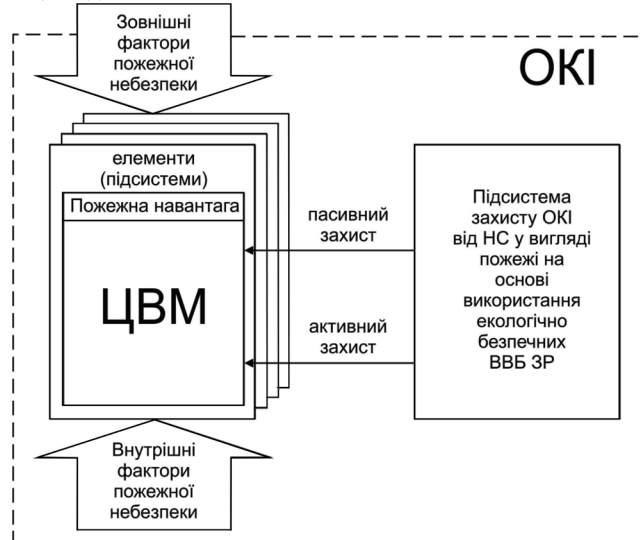 Зовнішні
фактори
пожежної
небезпеки
ОКІ
елементи
(підсистеми)
Пожежна навантага
ЦВМ
пасивний
захист
активний
захист
Підсистема
захисту ОКІ
від НС у вигляді
пожежі на
основі
використання
екологічно
безпечних
ВВБ ЗР
Внутрішні
фактори
пожежної
небезпеки